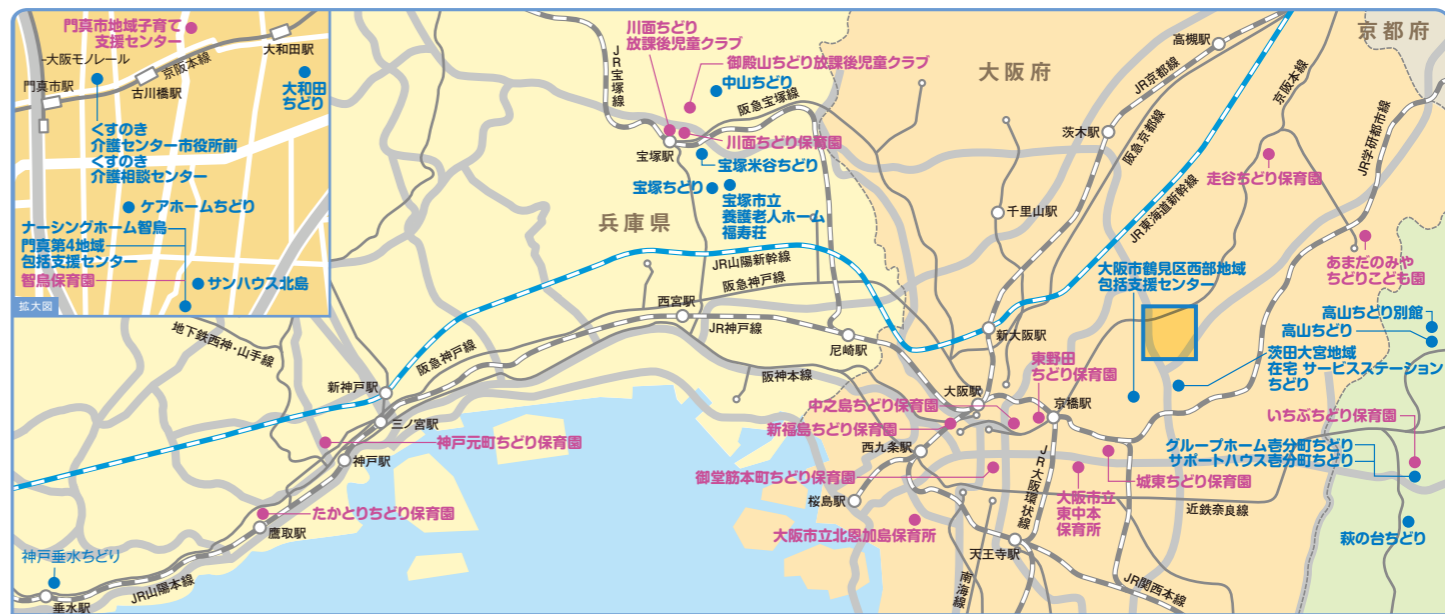 門真市地域子育て
支援センター
大阪モノレール
京阪本線
大和田駅
門真市駅
古川橋駅
大和田
ちどり
くすのき
介護センター市役所前
くすのき
介護相談センター
ケアホームちどり
ナーシングホーム智鳥
門真第4地域
包括支援センター
智鳥保育園
サンハウス北島
拡大図
川面ちどり
放課後児童クラブ
御殿山ちどり放課後児童クラブ
中山ちどり
JR宝塚線
阪急宝塚線
宝塚駅
川面ちどり保育園
宝塚米谷ちどり
宝塚ちどり
宝塚市立
養護老人ホーム
福寿荘
兵庫県
大阪府
京都府
高槻駅
JR京都線
京阪本線
茨木駅
阪急京都線
JR学研都市線
走谷ちどり保育園
千里山駅
JR東海道新幹線
あまだのみや
ちどりこども園
JR山陽新幹線
阪急神戸線
西宮駅
JR神戸線
尼崎駅
新大阪駅
大阪市鶴見区西部地域
包括支援センター
高山ちどり別館
高山ちどり
茨田大宮地域
在宅 サービスステーション
ちどり
地下鉄西神・山手線
阪急神戸線
新神戸駅
三ノ宮駅
神戸元町ちどり保育園
神戸駅
阪神本線
大阪駅
東野田
ちどり保育園
京橋駅
中之島ちどり保育園
新福島ちどり保育園
西九条駅
いちぶちどり保育園
グループホーム壱分町ちどり
サポートハウス壱分町ちどり
御堂筋本町ちどり保育園
JR大阪環状線
城東ちどり保育園
大阪市立
東中本
保育所
近鉄奈良線
桜島駅
大阪市立北恩加島保育所
萩の台ちどり
天王寺駅
南海線
JR関西本線
たかとりちどり保育園
鷹取駅
神戸垂水ちどり
JR山陽本線
垂水駅